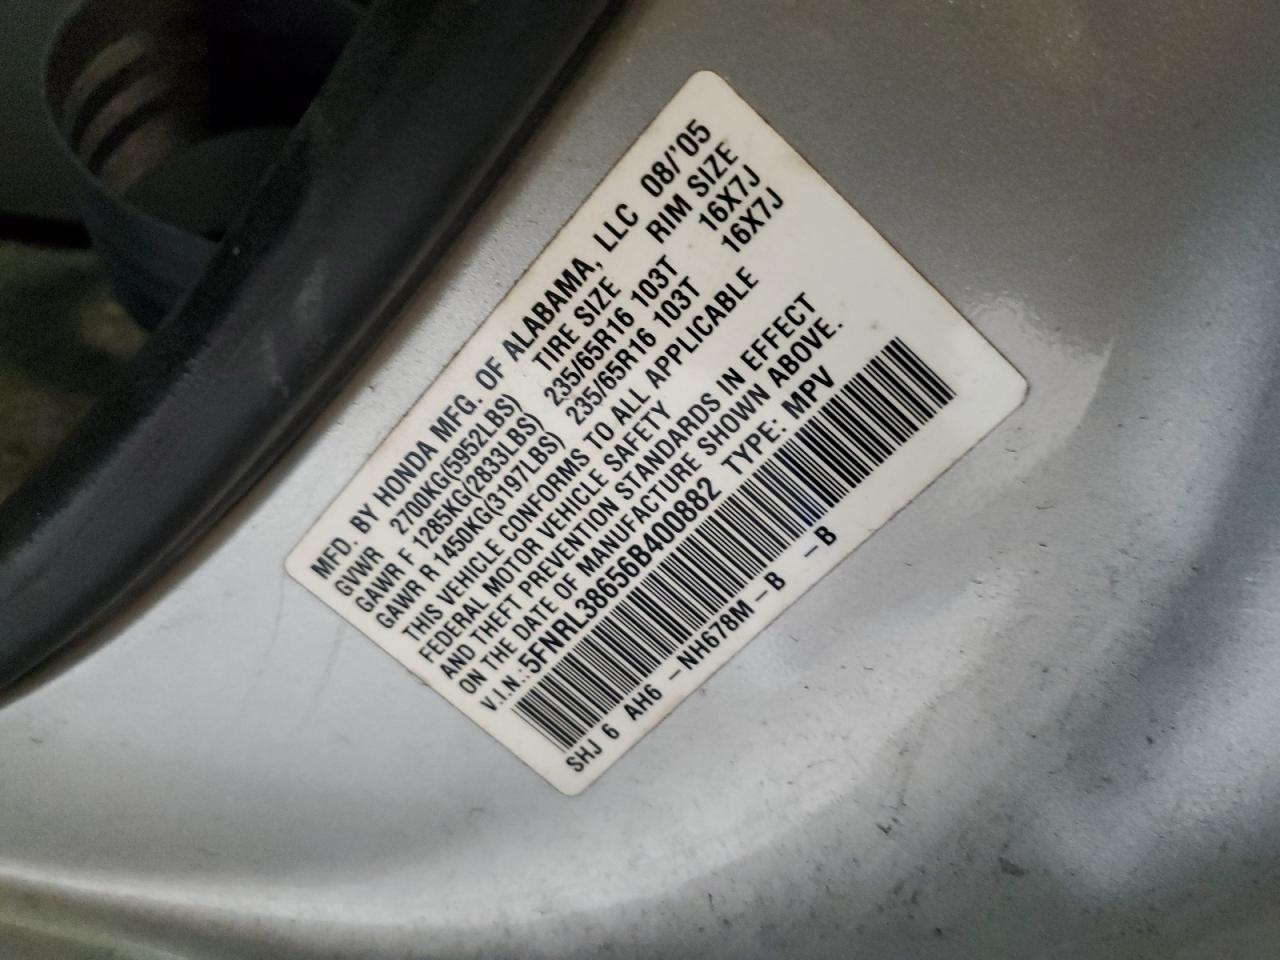 MFD. BY HONDA MFG. OF ALABAMA, LLC 08/'05
GVWR 2700KG(5952LBS) TIRE SIZE RIM SIZE
GAWR F 1285KG(2833LBS) 235/65R16 103T 16X7J
GAWR R 1450KG(3197LBS) 235/65R16 103T 16X7J
THIS VEHICLE CONFORMS TO ALL APPLICABLE
FEDERAL MOTOR VEHICLE SAFETY
AND THEFT PREVENTION STANDARDS IN EFFECT
ON THE DATE OF MANUFACTURE SHOWN ABOVE.
V.I.N.:5FNRL38656B400882 TYPE: MPV
SHJ 6 AH6 -NH678M-B -B